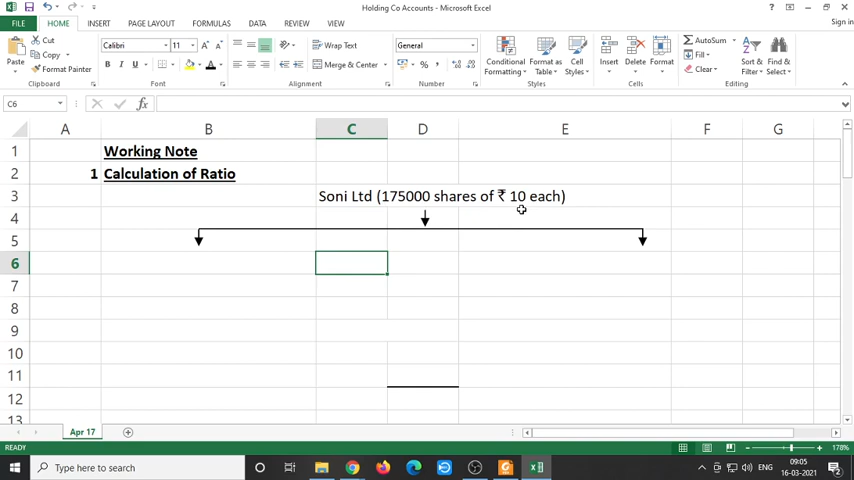 Holding Co Accounts - Microsoft Excel
Sign in
FILE HOME INSERT PAGE LAYOUT FORMULAS DATA REVIEW VIEW
Cut
Copy
Format Painter
Paste
Clipboard
Calibri 11
B I U
Font
Wrap Text
Merge & Center
Alignment
General
%
Number
Conditional Formatting
Format as Table
Cell Styles
Styles
Insert Delete Format
Cells
AutoSum
Fill
Clear
Sort & Filter
Find & Select
Editing
C6 fx
A B C D E F G
1 Working Note
2 1 Calculation of Ratio
3 Soni Ltd (175000 shares of ₹ 10 each)
4
5
6
7
8
9
10
11
12
13
Apr 17
READY
178%
Type here to search
ENG
09:05
16-03-2021
2